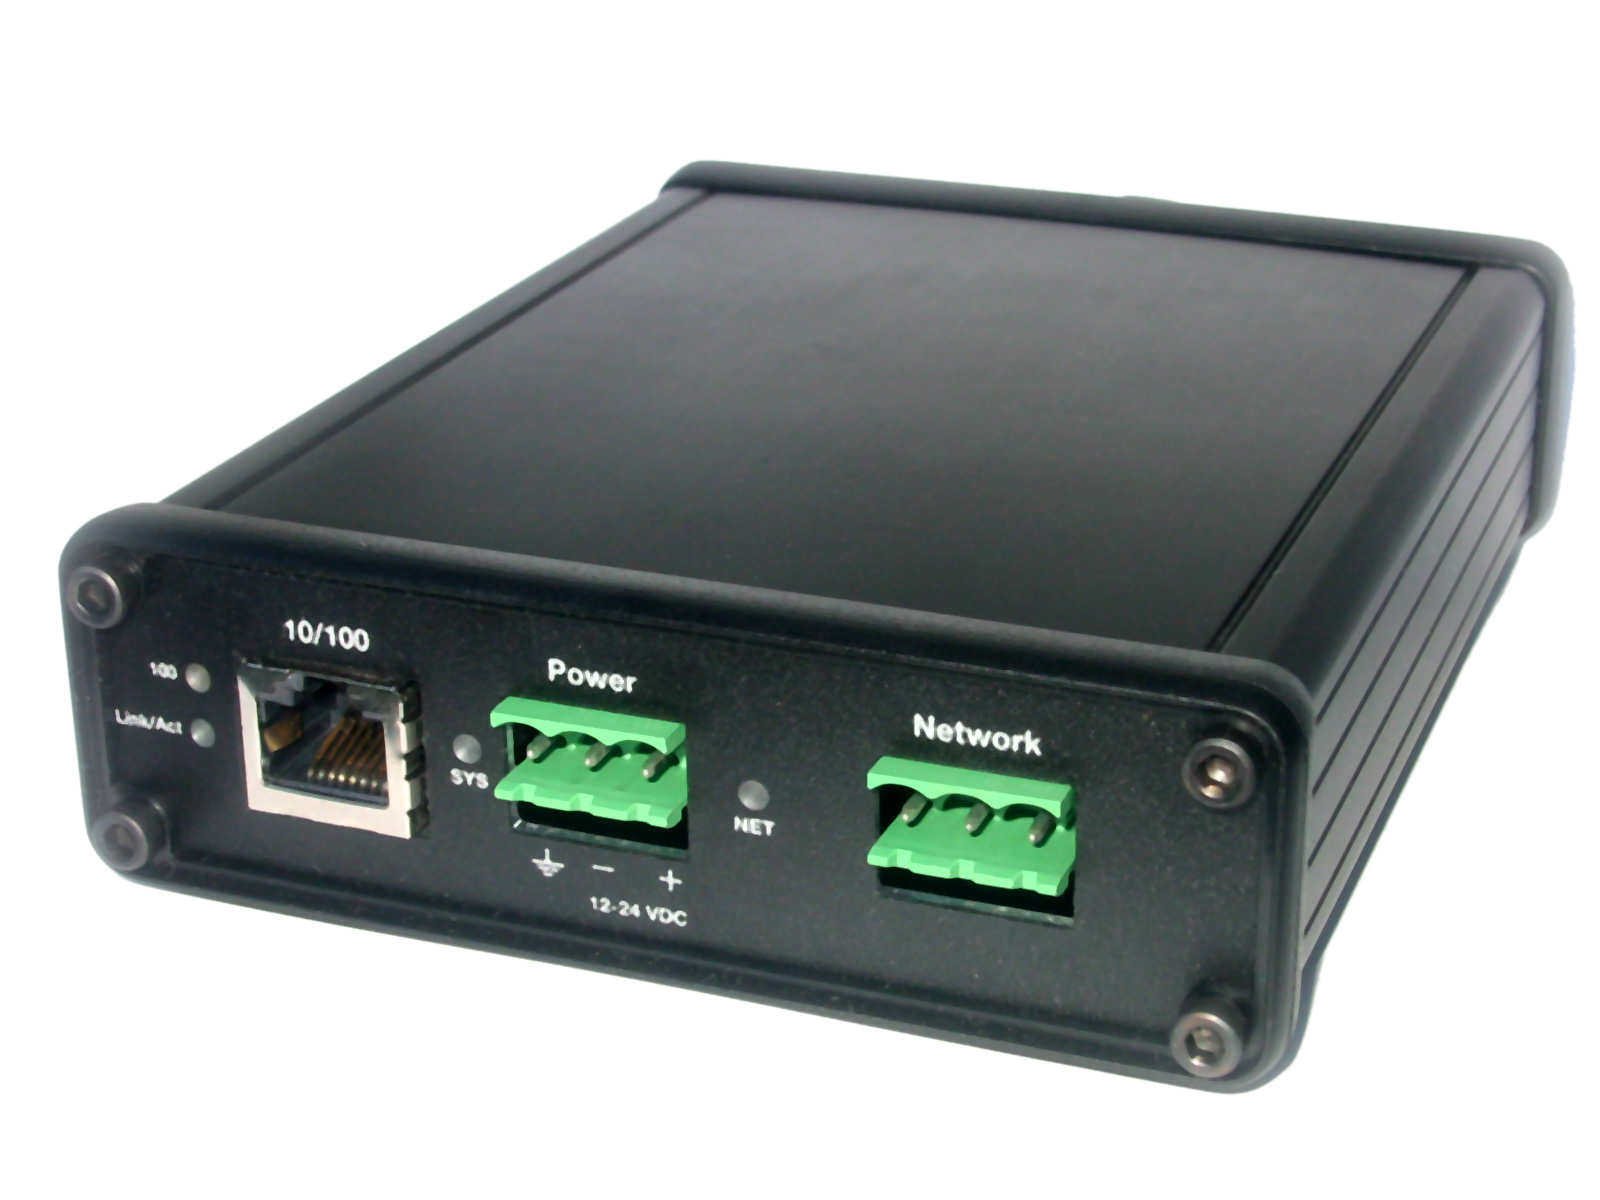 10/100
100
Link/Act
Power
SYS
− +
12-24 VDC
NET
Network